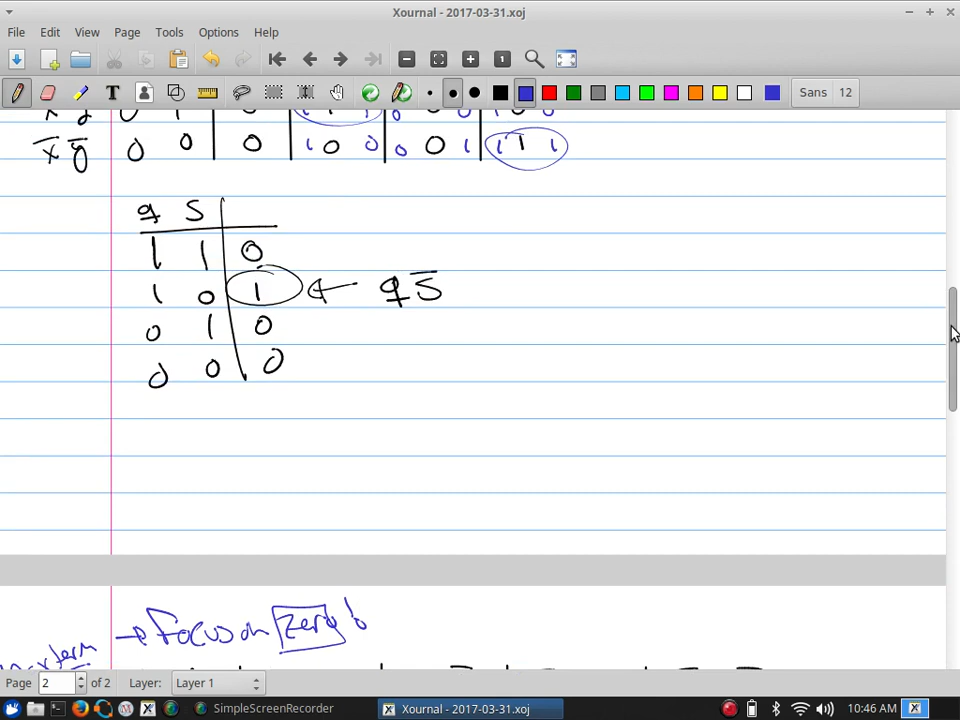 Xournal - 2017-03-31.xoj
File Edit View Page Tools Options Help
Sans 12
x̅ y̅ 0 0 0 1 0 0 0 0 1 1 1 1
q S
1 1 0
1 0 1 ← q S̅
0 1 0
0 0 0
→ Focus on zero
Page 2 of 2 Layer: Layer 1
SimpleScreenRecorder Xournal - 2017-03-31.xoj 10:46 AM